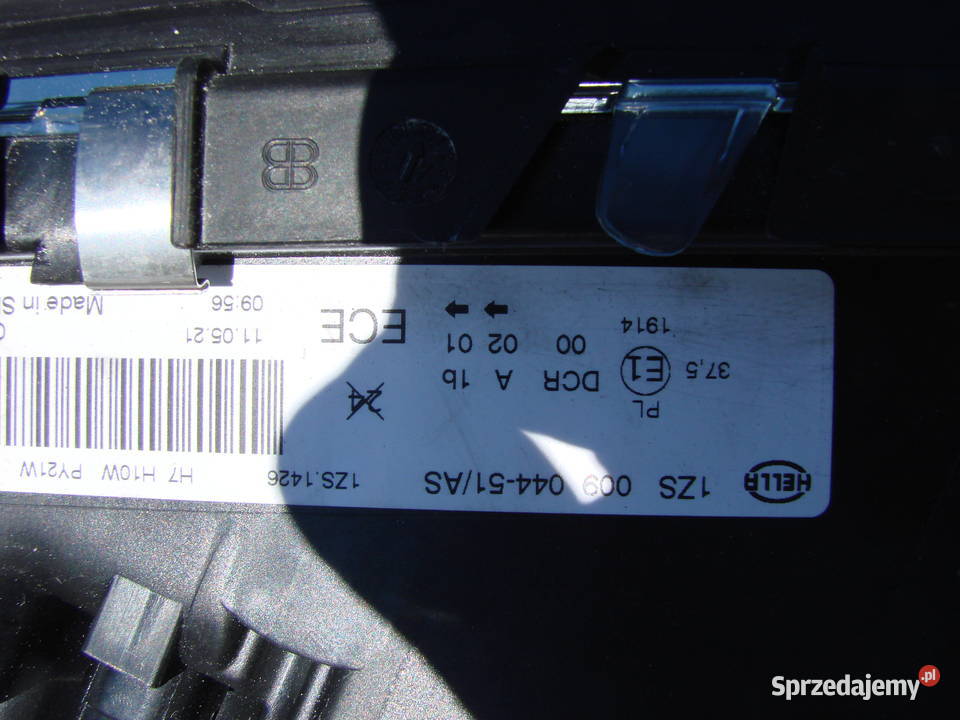 HELLA 1ZS 009 044-51/AS 1ZS.1426 H7 H10W PY21W
PL
E1 37,5
1914
DCR A 1b
00 02 01
24
ECE
11.05.21
09:56 Made in
Sprzedajemy.pl